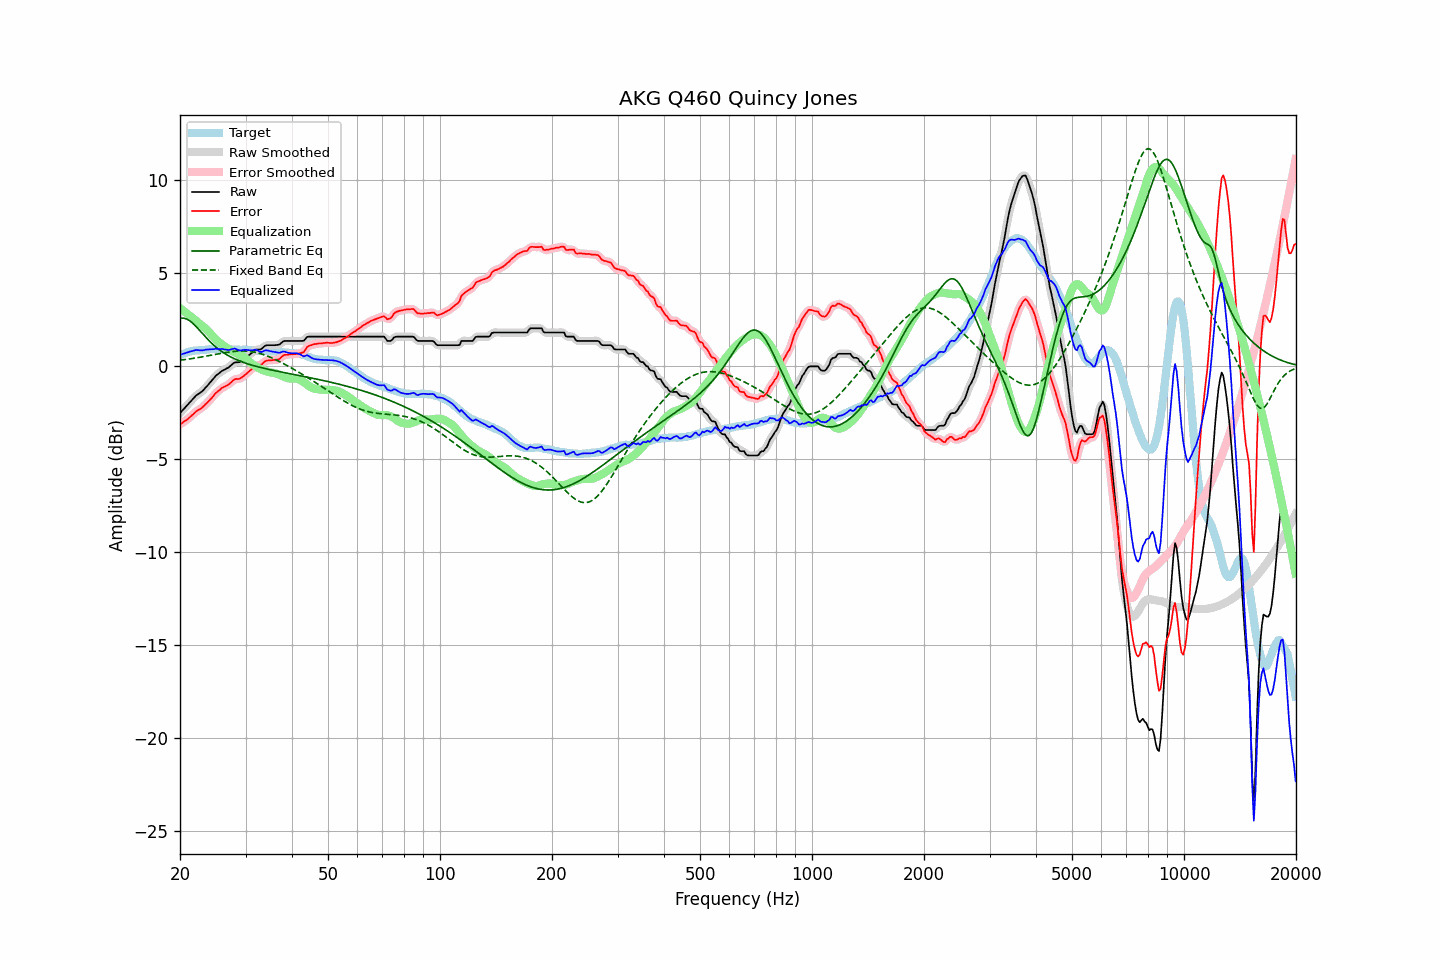 AKG Q460 Quincy Jones
Target
Raw Smoothed
Error Smoothed
Raw
Error
Equalization
Parametric Eq
Fixed Band Eq
Equalized
10
5
0
−5
−10
−15
−20
−25
Amplitude (dBr)
20 50 100 200 500 1000 2000 5000 10000 20000
Frequency (Hz)